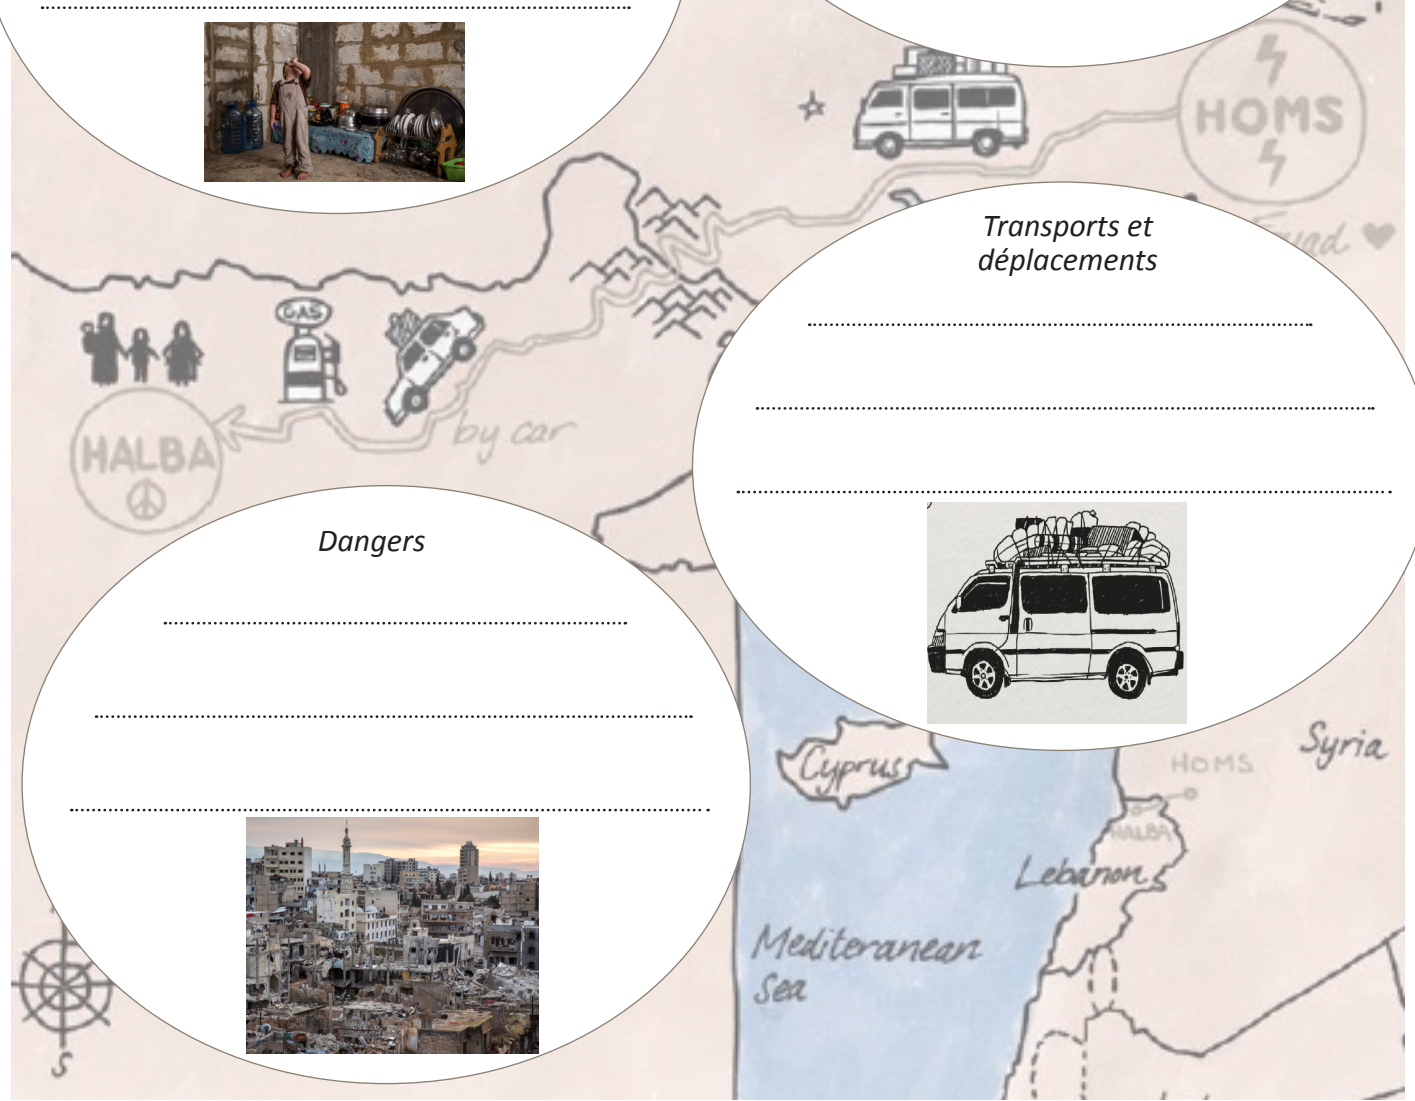 HOMS
Transports et
déplacements
GAS
by car
HALBA
Dangers
Cyprus
Syria
HOMS
HALBA
Lebanon
Mediteranean
sea
S